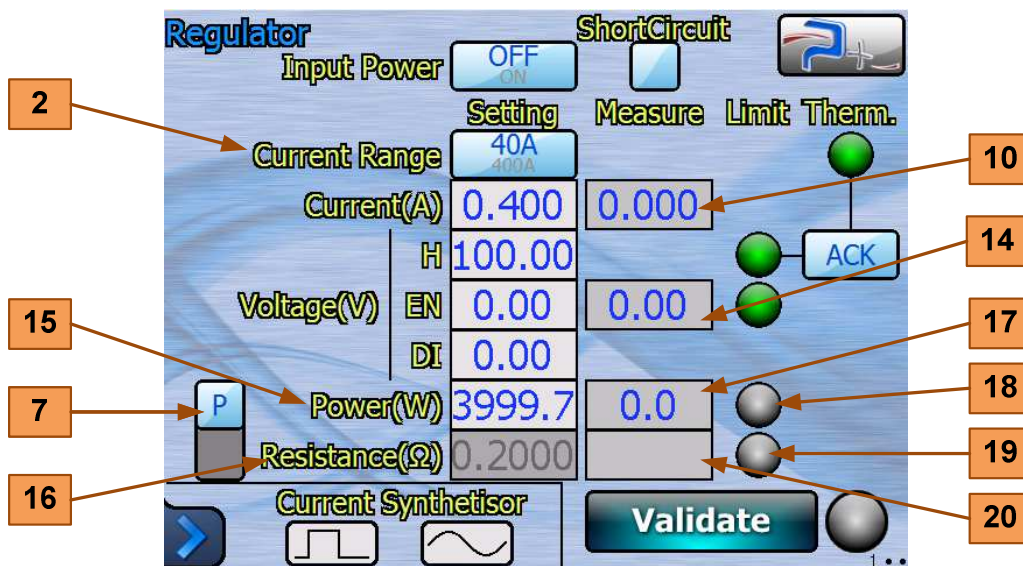 Regulator
ShortCircuit
Input Power OFF
ON
2
Setting Measure Limit Therm.
Current Range 40A
400A
10
Current(A) 0.400 0.000
14
H 100.00 ACK
Voltage(V) EN 0.00 0.00
15
17
DI 0.00
7
P Power(W) 3999.7 0.0
18
Resistance(Ω) 0.2000
19
16
Current Synthetisor
Validate
20
1